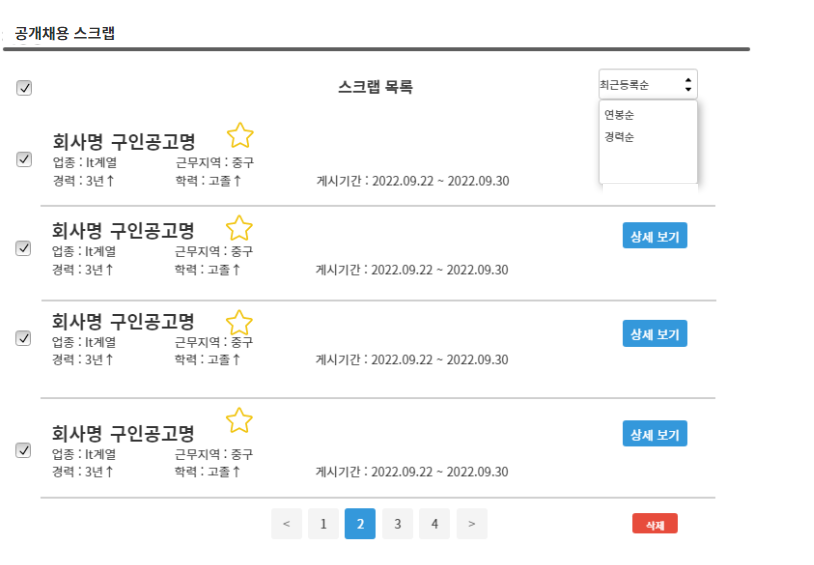 공개채용 스크랩
스크랩 목록
최근등록순
연봉순
경력순
회사명 구인공고명
업종 : It계열 근무지역 : 중구
경력 : 3년↑ 학력 : 고졸↑ 게시기간 : 2022.09.22 ~ 2022.09.30
회사명 구인공고명
상세 보기
업종 : It계열 근무지역 : 중구
경력 : 3년↑ 학력 : 고졸↑ 게시기간 : 2022.09.22 ~ 2022.09.30
회사명 구인공고명
상세 보기
업종 : It계열 근무지역 : 중구
경력 : 3년↑ 학력 : 고졸↑ 게시기간 : 2022.09.22 ~ 2022.09.30
회사명 구인공고명
상세 보기
업종 : It계열 근무지역 : 중구
경력 : 3년↑ 학력 : 고졸↑ 게시기간 : 2022.09.22 ~ 2022.09.30
< 1 2 3 4 > 삭제